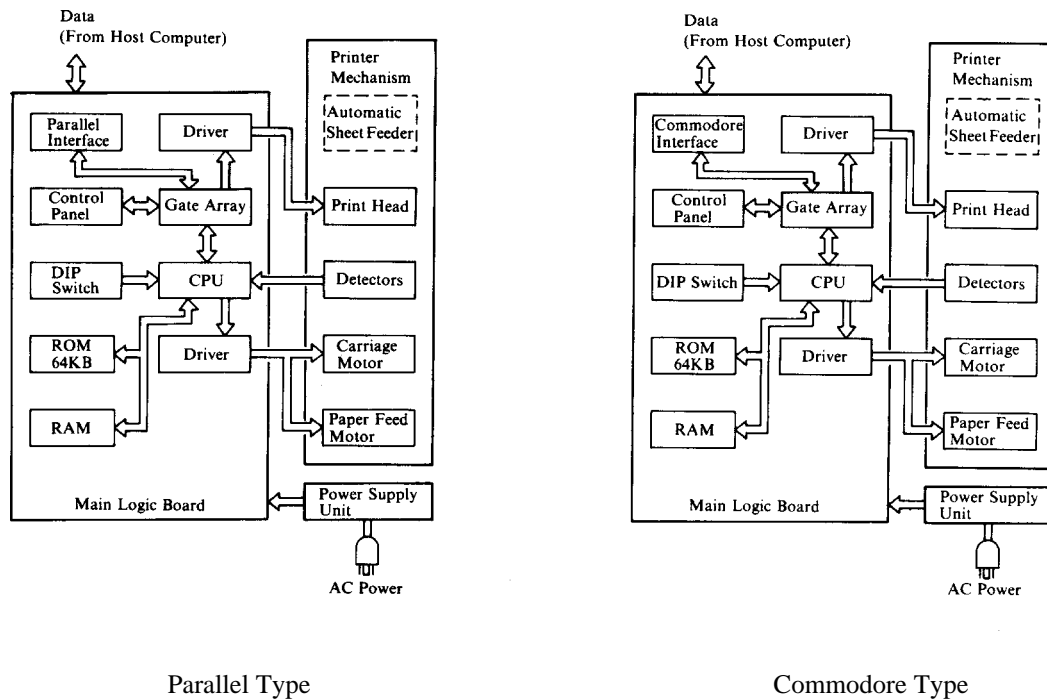 Data
(From Host Computer)
Printer
Mechanism
Automatic
Sheet Feeder
Parallel
Interface
Driver
Control
Panel
Gate Array
Print Head
DIP
Switch
CPU
Detectors
ROM
64KB
Driver
Carriage
Motor
RAM
Paper Feed
Motor
Main Logic Board
Power Supply
Unit
AC Power
Parallel Type
Data
(From Host Computer)
Printer
Mechanism
Automatic
Sheet Feeder
Commodore
Interface
Driver
Control
Panel
Gate Array
Print Head
DIP Switch
CPU
Detectors
ROM
64KB
Driver
Carriage
Motor
RAM
Paper Feed
Motor
Main Logic Board
Power Supply
Unit
AC Power
Commodore Type